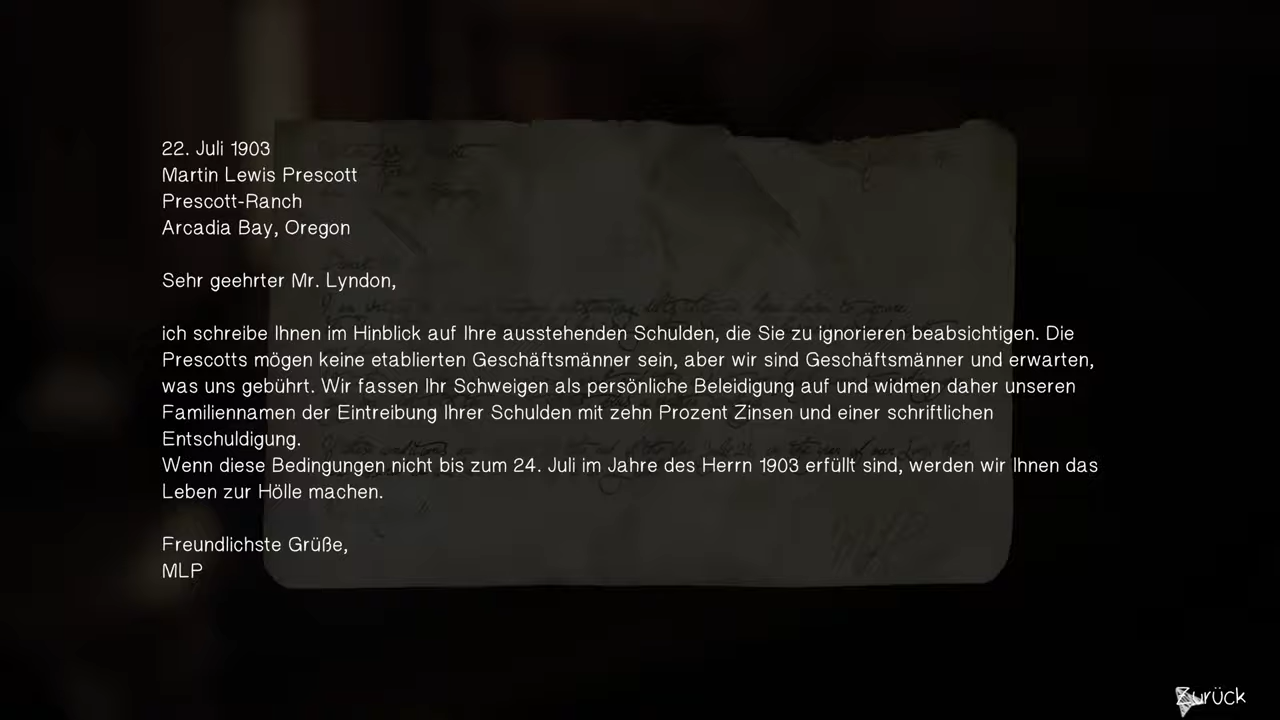 22. Juli 1903
Martin Lewis Prescott
Prescott-Ranch
Arcadia Bay, Oregon
Sehr geehrter Mr. Lyndon,
ich schreibe Ihnen im Hinblick auf Ihre ausstehenden Schulden, die Sie zu ignorieren beabsichtigen. Die
Prescotts mögen keine etablierten Geschäftsmänner sein, aber wir sind Geschäftsmänner und erwarten,
was uns gebührt. Wir fassen Ihr Schweigen als persönliche Beleidigung auf und widmen daher unseren
Familiennamen der Eintreibung Ihrer Schulden mit zehn Prozent Zinsen und einer schriftlichen
Entschuldigung.
Wenn diese Bedingungen nicht bis zum 24. Juli im Jahre des Herrn 1903 erfüllt sind, werden wir Ihnen das
Leben zur Hölle machen.
Freundlichste Grüße,
MLP
Zurück